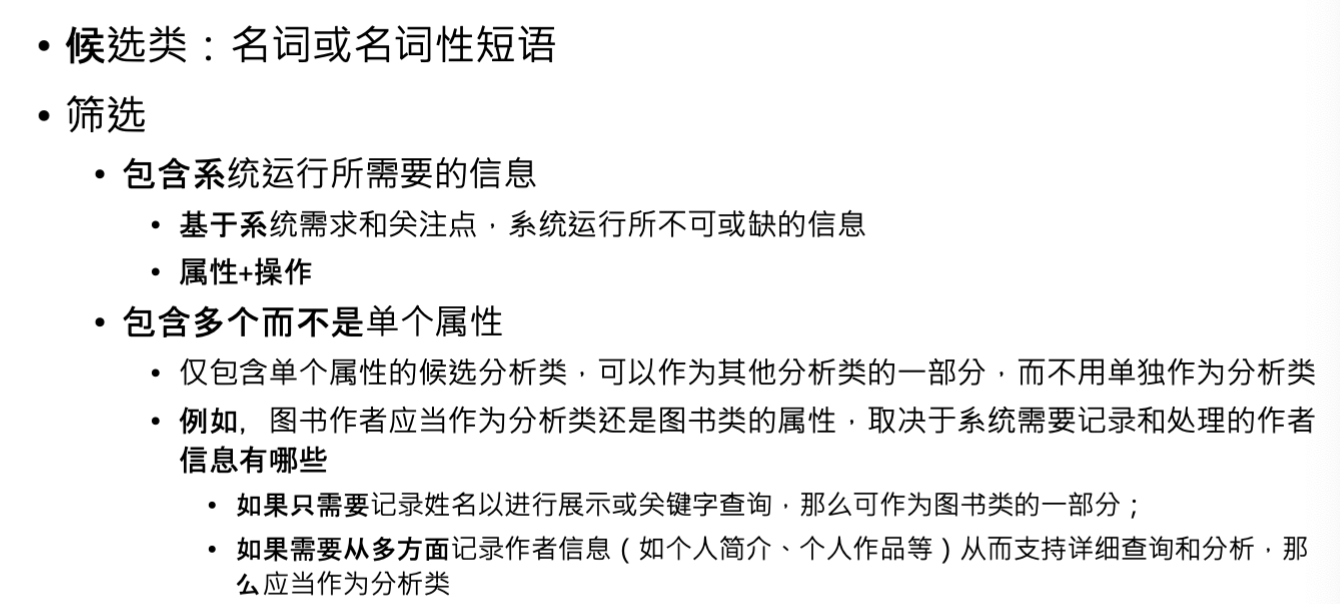 • 候选类：名词或名词性短语
• 筛选
• 包含系统运行所需要的信息
• 基于系统需求和关注点，系统运行所不可或缺的信息
• 属性+操作
• 包含多个而不是单个属性
• 仅包含单个属性的候选分析类，可以作为其他分析类的一部分，而不用单独作为分析类
• 例如，图书作者应当作为分析类还是图书类的属性，取决于系统需要记录和处理的作者
信息有哪些
• 如果只需要记录姓名以进行展示或关键字查询，那么可作为图书类的一部分；
• 如果需要从多方面记录作者信息（如个人简介、个人作品等）从而支持详细查询和分析，那
么应当作为分析类